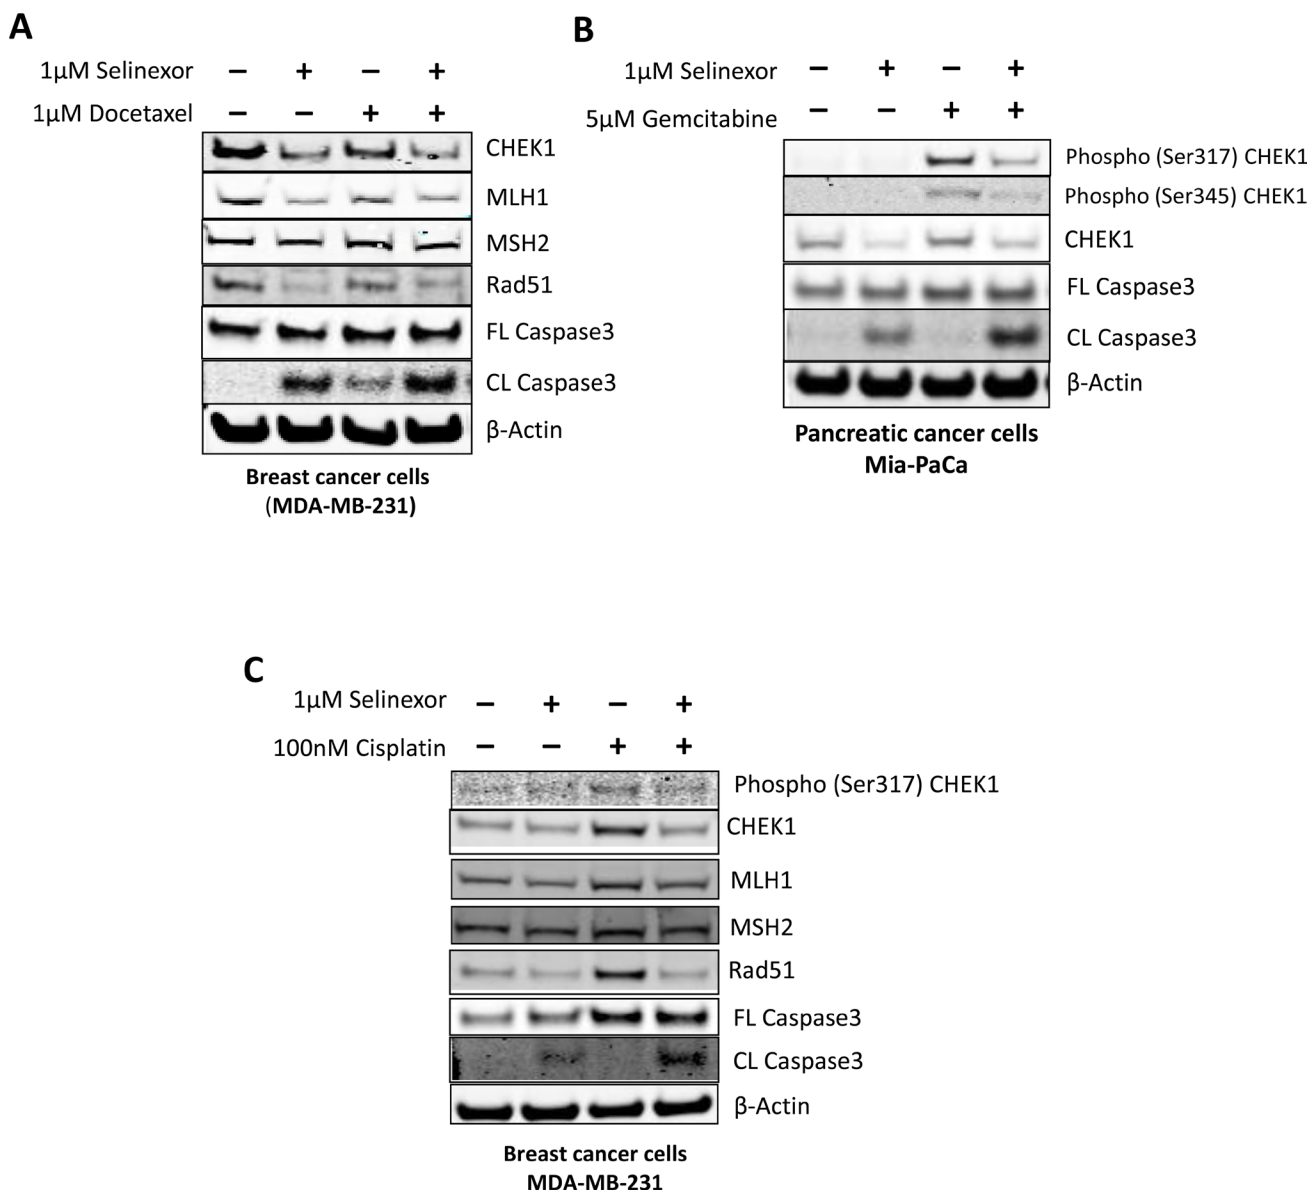 A
1µM Selinexor − + − +
1µM Docetaxel − − + +
CHEK1
MLH1
MSH2
Rad51
FL Caspase3
CL Caspase3
β-Actin
Breast cancer cells
(MDA-MB-231)
B
1µM Selinexor − + − +
5µM Gemcitabine − − + +
Phospho (Ser317) CHEK1
Phospho (Ser345) CHEK1
CHEK1
FL Caspase3
CL Caspase3
β-Actin
Pancreatic cancer cells
Mia-PaCa
C
1µM Selinexor − + − +
100nM Cisplatin − − + +
Phospho (Ser317) CHEK1
CHEK1
MLH1
MSH2
Rad51
FL Caspase3
CL Caspase3
β-Actin
Breast cancer cells
MDA-MB-231